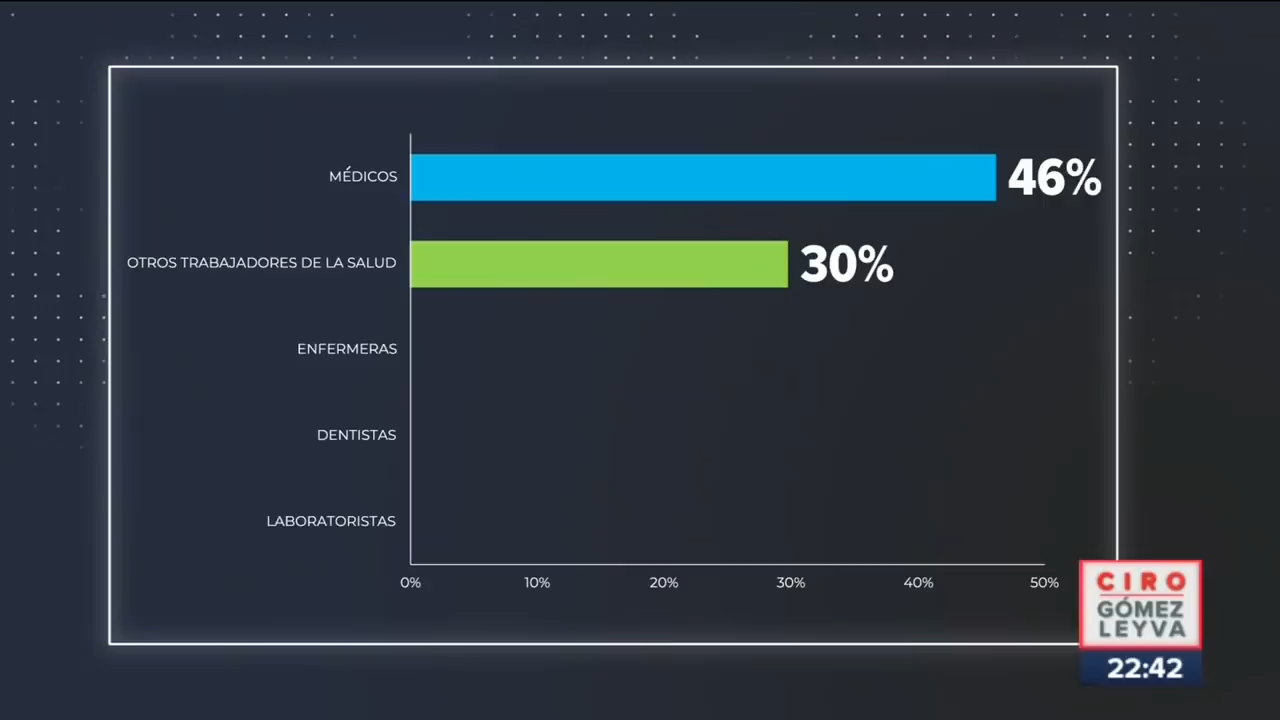 MÉDICOS
46%
OTROS TRABAJADORES DE LA SALUD
30%
ENFERMERAS
DENTISTAS
LABORATORISTAS
0% 10% 20% 30% 40% 50%
CIRO
GÓMEZ
LEYVA
22:42